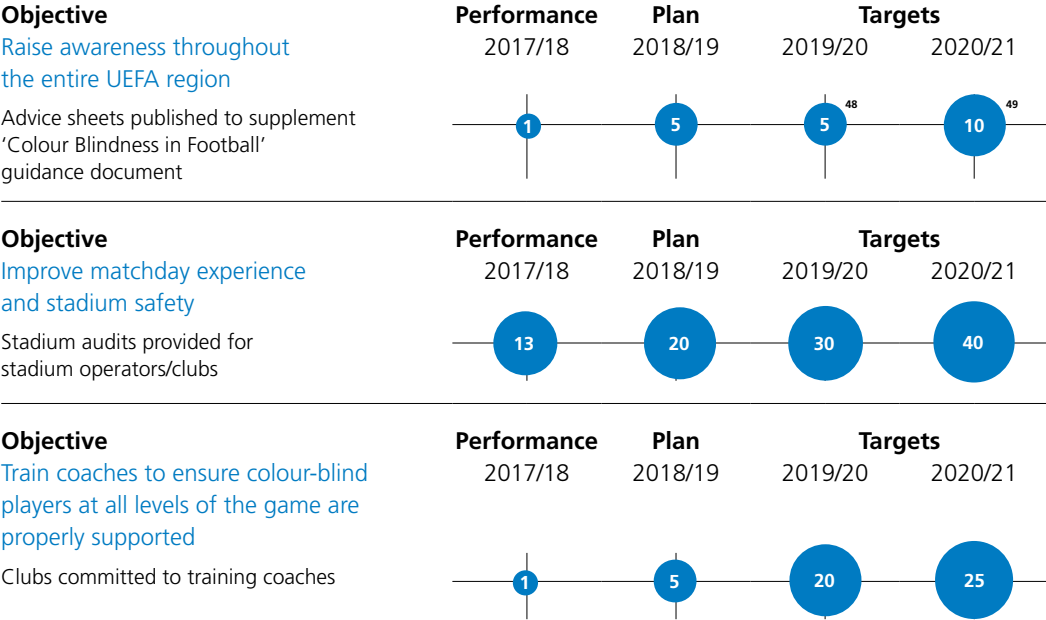 Objective Performance Plan Targets
Raise awareness throughout 2017/18 2018/19 2019/20 2020/21
the entire UEFA region
Advice sheets published to supplement 1 5 5 48 10 49
‘Colour Blindness in Football’
guidance document
Objective Performance Plan Targets
Improve matchday experience 2017/18 2018/19 2019/20 2020/21
and stadium safety
Stadium audits provided for 13 20 30 40
stadium operators/clubs
Objective Performance Plan Targets
Train coaches to ensure colour-blind 2017/18 2018/19 2019/20 2020/21
players at all levels of the game are
properly supported
Clubs committed to training coaches 1 5 20 25